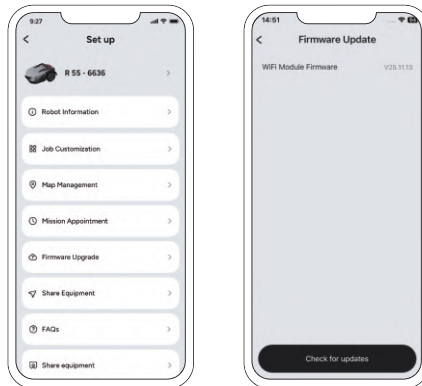 9:27
Set up
R 55 - 6636
Robot Information
Job Customization
Map Management
Mission Appointment
Firmware Upgrade
Share Equipment
FAQs
Share equipment
14:51
Firmware Update
WiFi Module Firmware V25.11.13
Check for updates